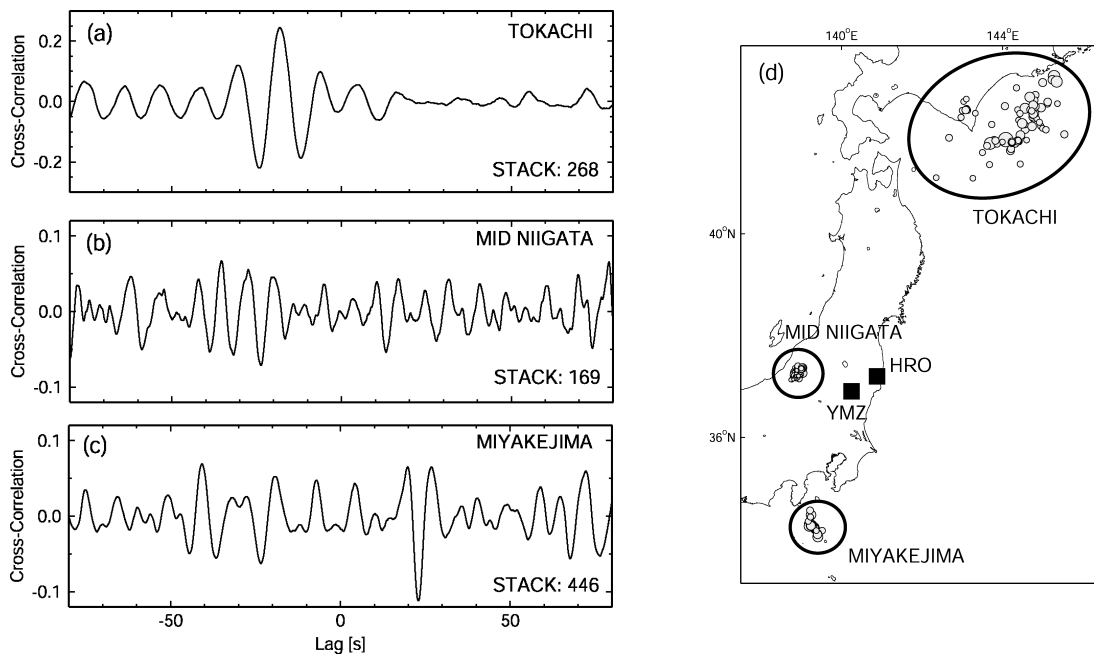 (a)
TOKACHI
0.2
0.0
-0.2
Cross-Correlation
STACK: 268
(b)
MID NIIGATA
0.1
0.0
-0.1
Cross-Correlation
STACK: 169
(c)
MIYAKEJIMA
0.1
0.0
-0.1
Cross-Correlation
STACK: 446
-50
0
50
Lag [s]
140°E
144°E
(d)
TOKACHI
40°N
MID NIIGATA
HRO
YMZ
36°N
MIYAKEJIMA